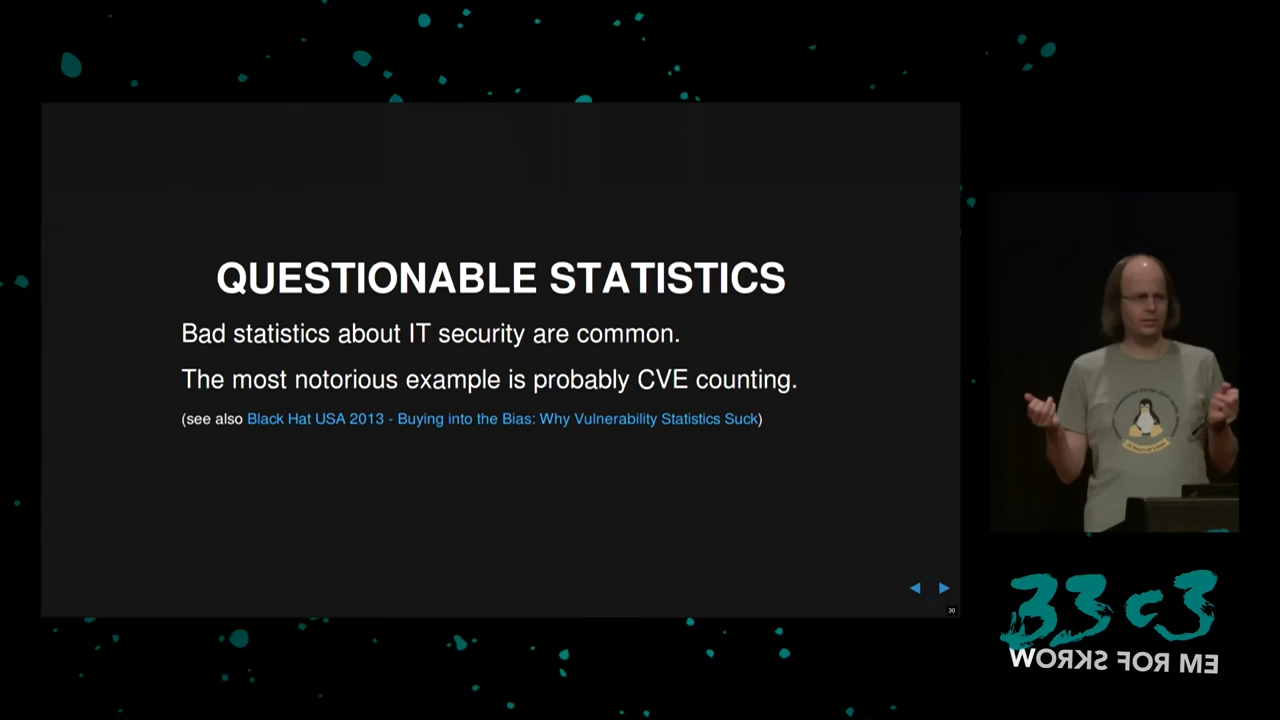 QUESTIONABLE STATISTICS
Bad statistics about IT security are common.
The most notorious example is probably CVE counting.
(see also Black Hat USA 2013 - Buying into the Bias: Why Vulnerability Statistics Suck)
30
33c3
WORKS FOR ME